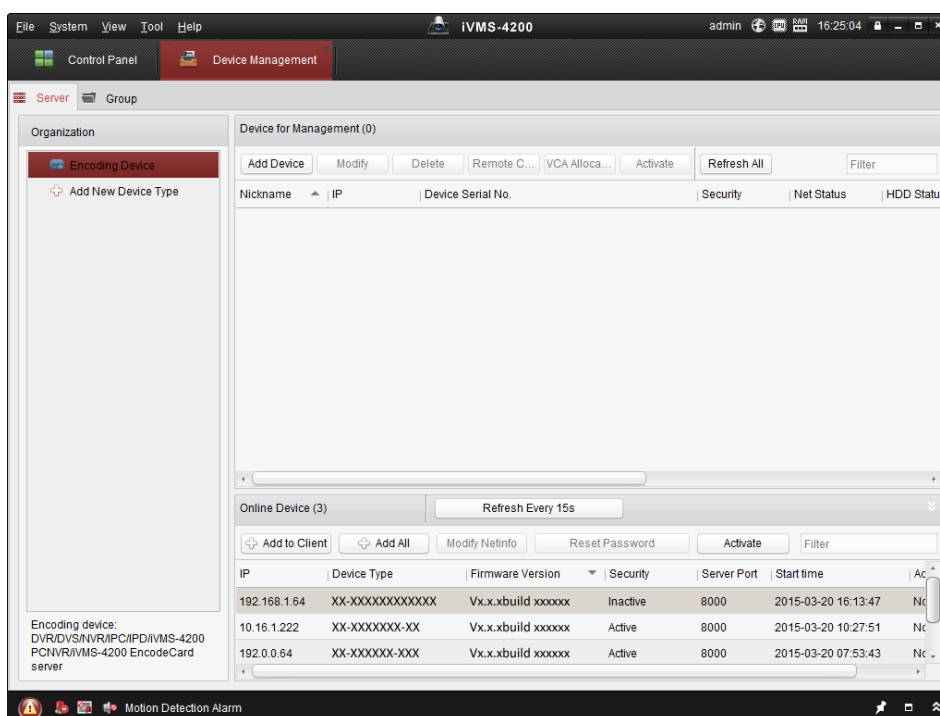 File System View Tool Help iVMS-4200 admin CPU RAM 16:25:04
Control Panel Device Management
Server Group
Organization
Encoding Device
Add New Device Type
Encoding device:
DVR/DVS/NVR/IPC/IPD/iVMS-4200
PCNVR/iVMS-4200 EncodeCard
server
Device for Management (0)
Add Device Modify Delete Remote C... VCA Alloca... Activate Refresh All Filter
Nickname IP Device Serial No. Security Net Status HDD Statu
Online Device (3) Refresh Every 15s
Add to Client Add All Modify Netinfo Reset Password Activate Filter
IP Device Type Firmware Version Security Server Port Start time Ad
192.168.1.64 XX-XXXXXXXXXXXX Vx.x.xbuild xxxxxx Inactive 8000 2015-03-20 16:13:47 No
10.16.1.222 XX-XXXXXXX-XX Vx.x.xbuild xxxxxx Active 8000 2015-03-20 10:27:51 No
192.0.0.64 XX-XXXXXX-XXX Vx.x.xbuild xxxxxx Active 8000 2015-03-20 07:53:43 No
Motion Detection Alarm